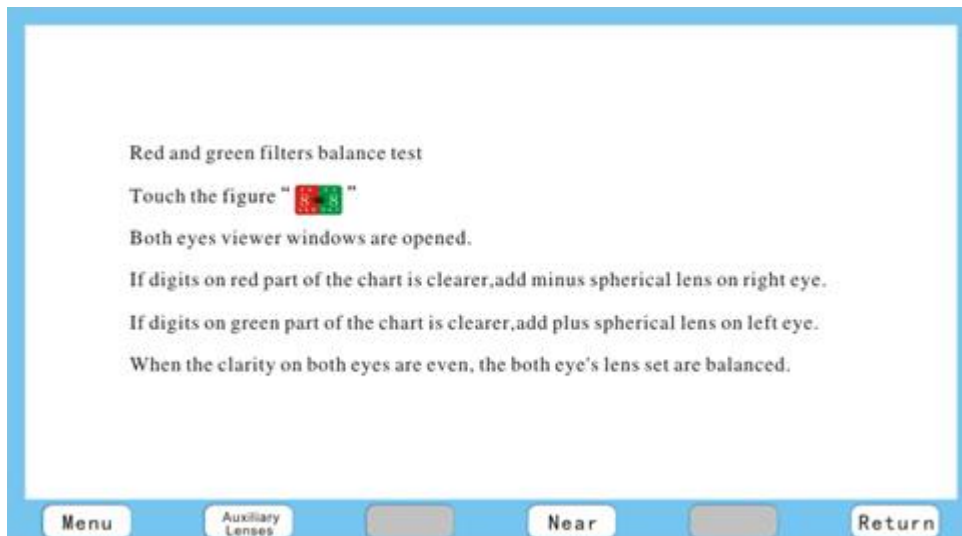 Red and green filters balance test
Touch the figure “ 8 8 ”
Both eyes viewer windows are opened.
If digits on red part of the chart is clearer,add minus spherical lens on right eye.
If digits on green part of the chart is clearer,add plus spherical lens on left eye.
When the clarity on both eyes are even, the both eye's lens set are balanced.
Menu
Auxiliary
Lenses
Near
Return